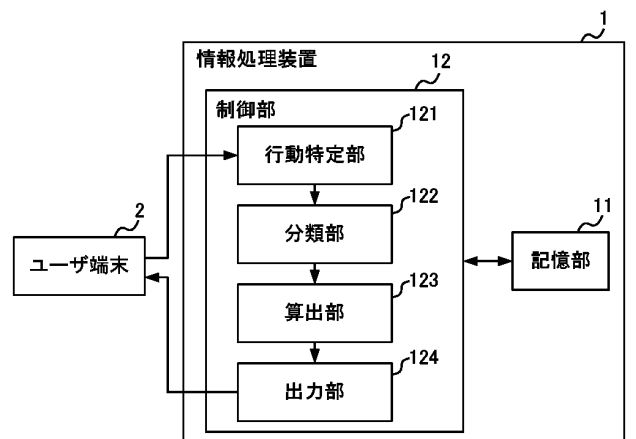 1
情報処理装置
12
制御部
121
行動特定部
2
ユーザ端末
122
分類部
11
記憶部
123
算出部
124
出力部